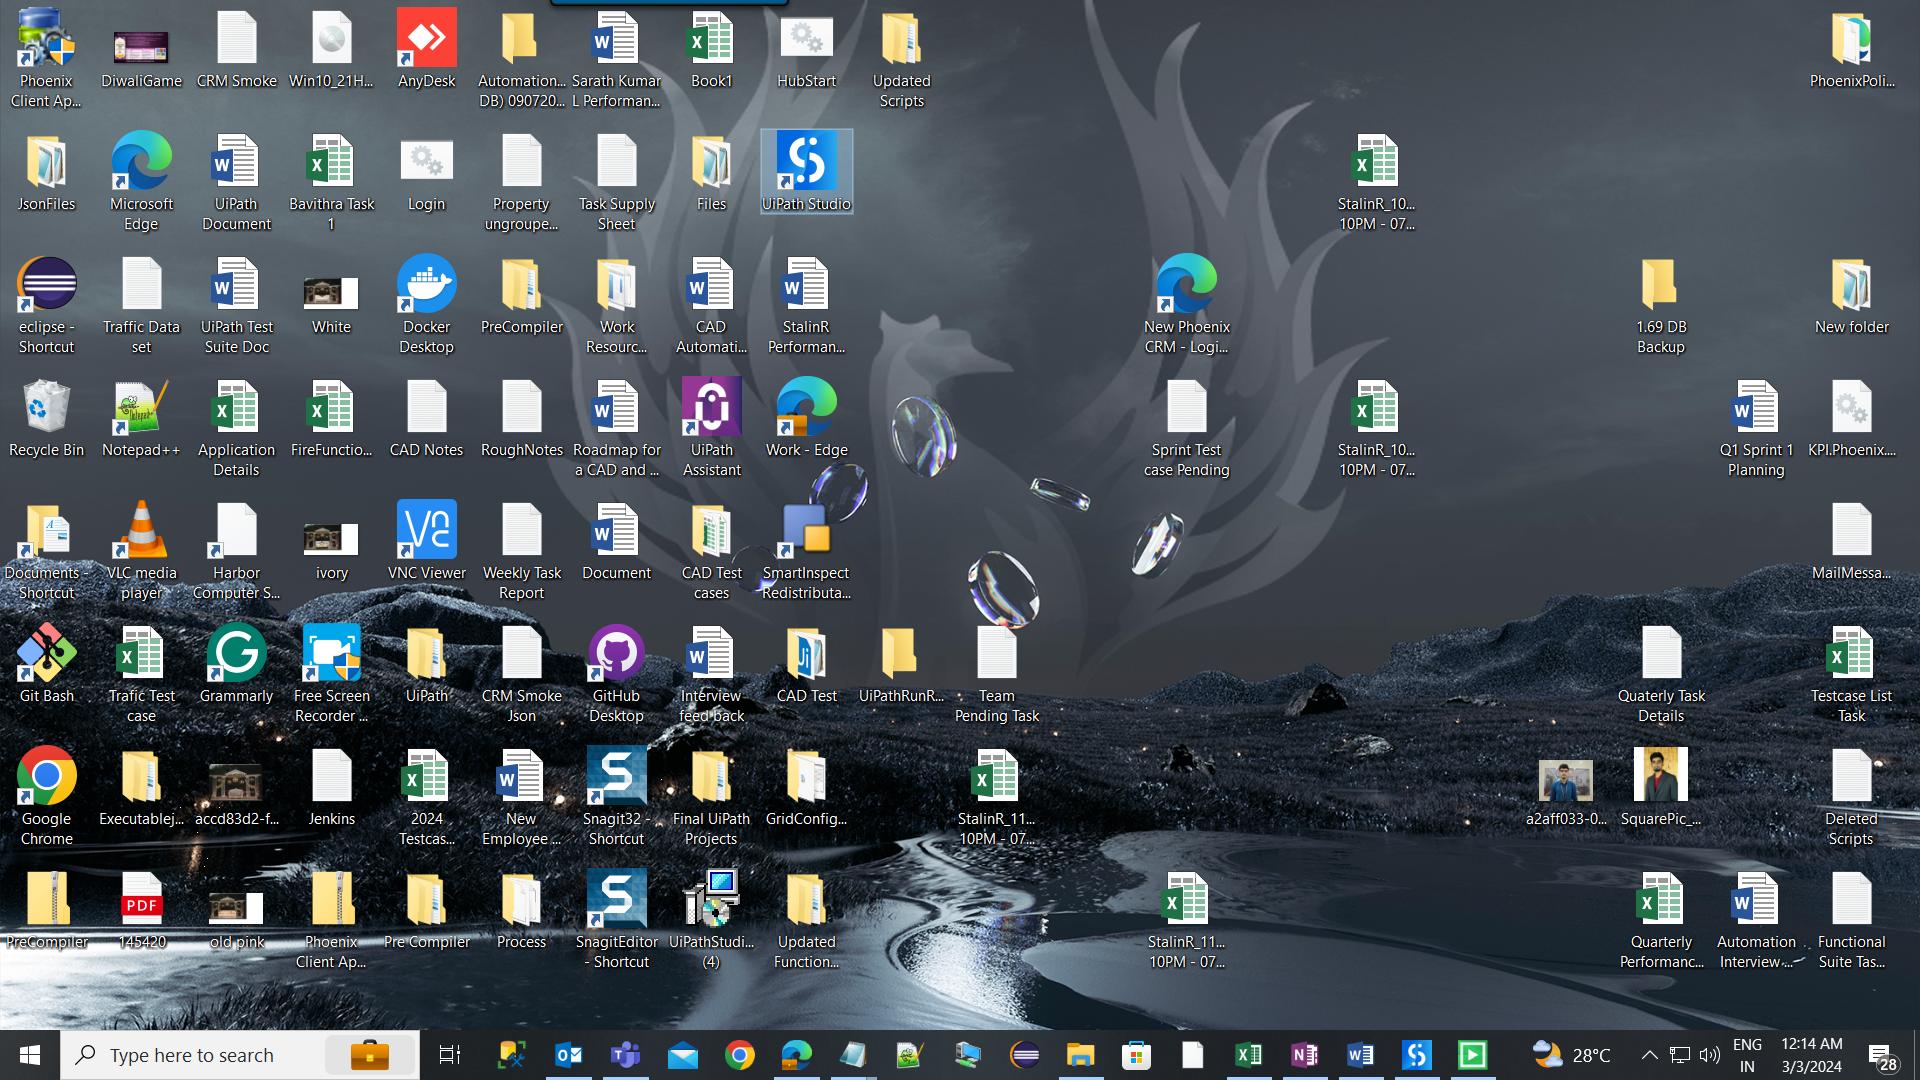 Phoenix
Client Ap...
DiwaliGame
CRM Smoke
Win10_21H...
AnyDesk
Automation...
DB) 090720...
Sarath Kumar
L Performan...
Book1
HubStart
Updated
Scripts
PhoenixPoli...
JsonFiles
Microsoft
Edge
UiPath
Document
Bavithra Task
1
Login
Property
ungroupe...
Task Supply
Sheet
Files
UiPath Studio
StalinR_10...
10PM - 07...
eclipse -
Shortcut
Traffic Data
set
UiPath Test
Suite Doc
White
Docker
Desktop
PreCompiler
Work
Resourc...
CAD
Automati...
StalinR
Performan...
New Phoenix
CRM - Logi...
1.69 DB
Backup
New folder
Recycle Bin
Notepad++
Application
Details
FireFunctio...
CAD Notes
RoughNotes
Roadmap for
a CAD and ...
UiPath
Assistant
Work - Edge
Sprint Test
case Pending
StalinR_10...
10PM - 07...
Q1 Sprint 1
Planning
KPI.Phoenix....
Documents -
Shortcut
VLC media
player
Harbor
Computer S...
ivory
VNC Viewer
Weekly Task
Report
Document
CAD Test
cases
SmartInspect
Redistributa...
MailMessa...
Git Bash
Trafic Test
case
Grammarly
Free Screen
Recorder ...
UiPath
CRM Smoke
Json
GitHub
Desktop
Interview
feed back
CAD Test
UiPathRunR...
Team
Pending Task
Quaterly Task
Details
Testcase List
Task
Google
Chrome
Executablej...
accd83d2-f...
Jenkins
2024
Testcas...
New
Employee ...
Snagit32 -
Shortcut
Final UiPath
Projects
GridConfig...
StalinR_11...
10PM - 07...
a2aff033-0...
SquarePic_...
Deleted
Scripts
PreCompiler
PDF
145420
old pink
Phoenix
Client Ap...
Pre Compiler
Process
SnagitEditor
- Shortcut
UiPathStudi...
(4)
Updated
Function...
StalinR_11...
10PM - 07...
Quarterly
Performanc...
Automation
Interview ...
Functional
Suite Tas...
Type here to search
28°C
ENG
IN
12:14 AM
3/3/2024
28